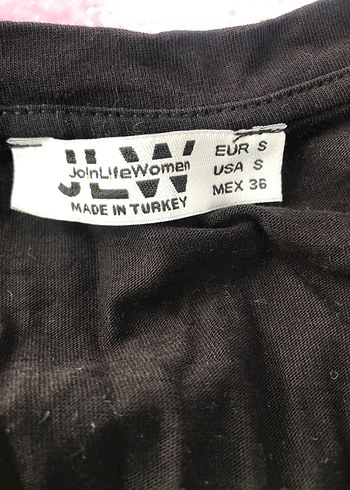 JLW
JoinLifeWomen
MADE IN TURKEY
EUR S
USA S
MEX 36